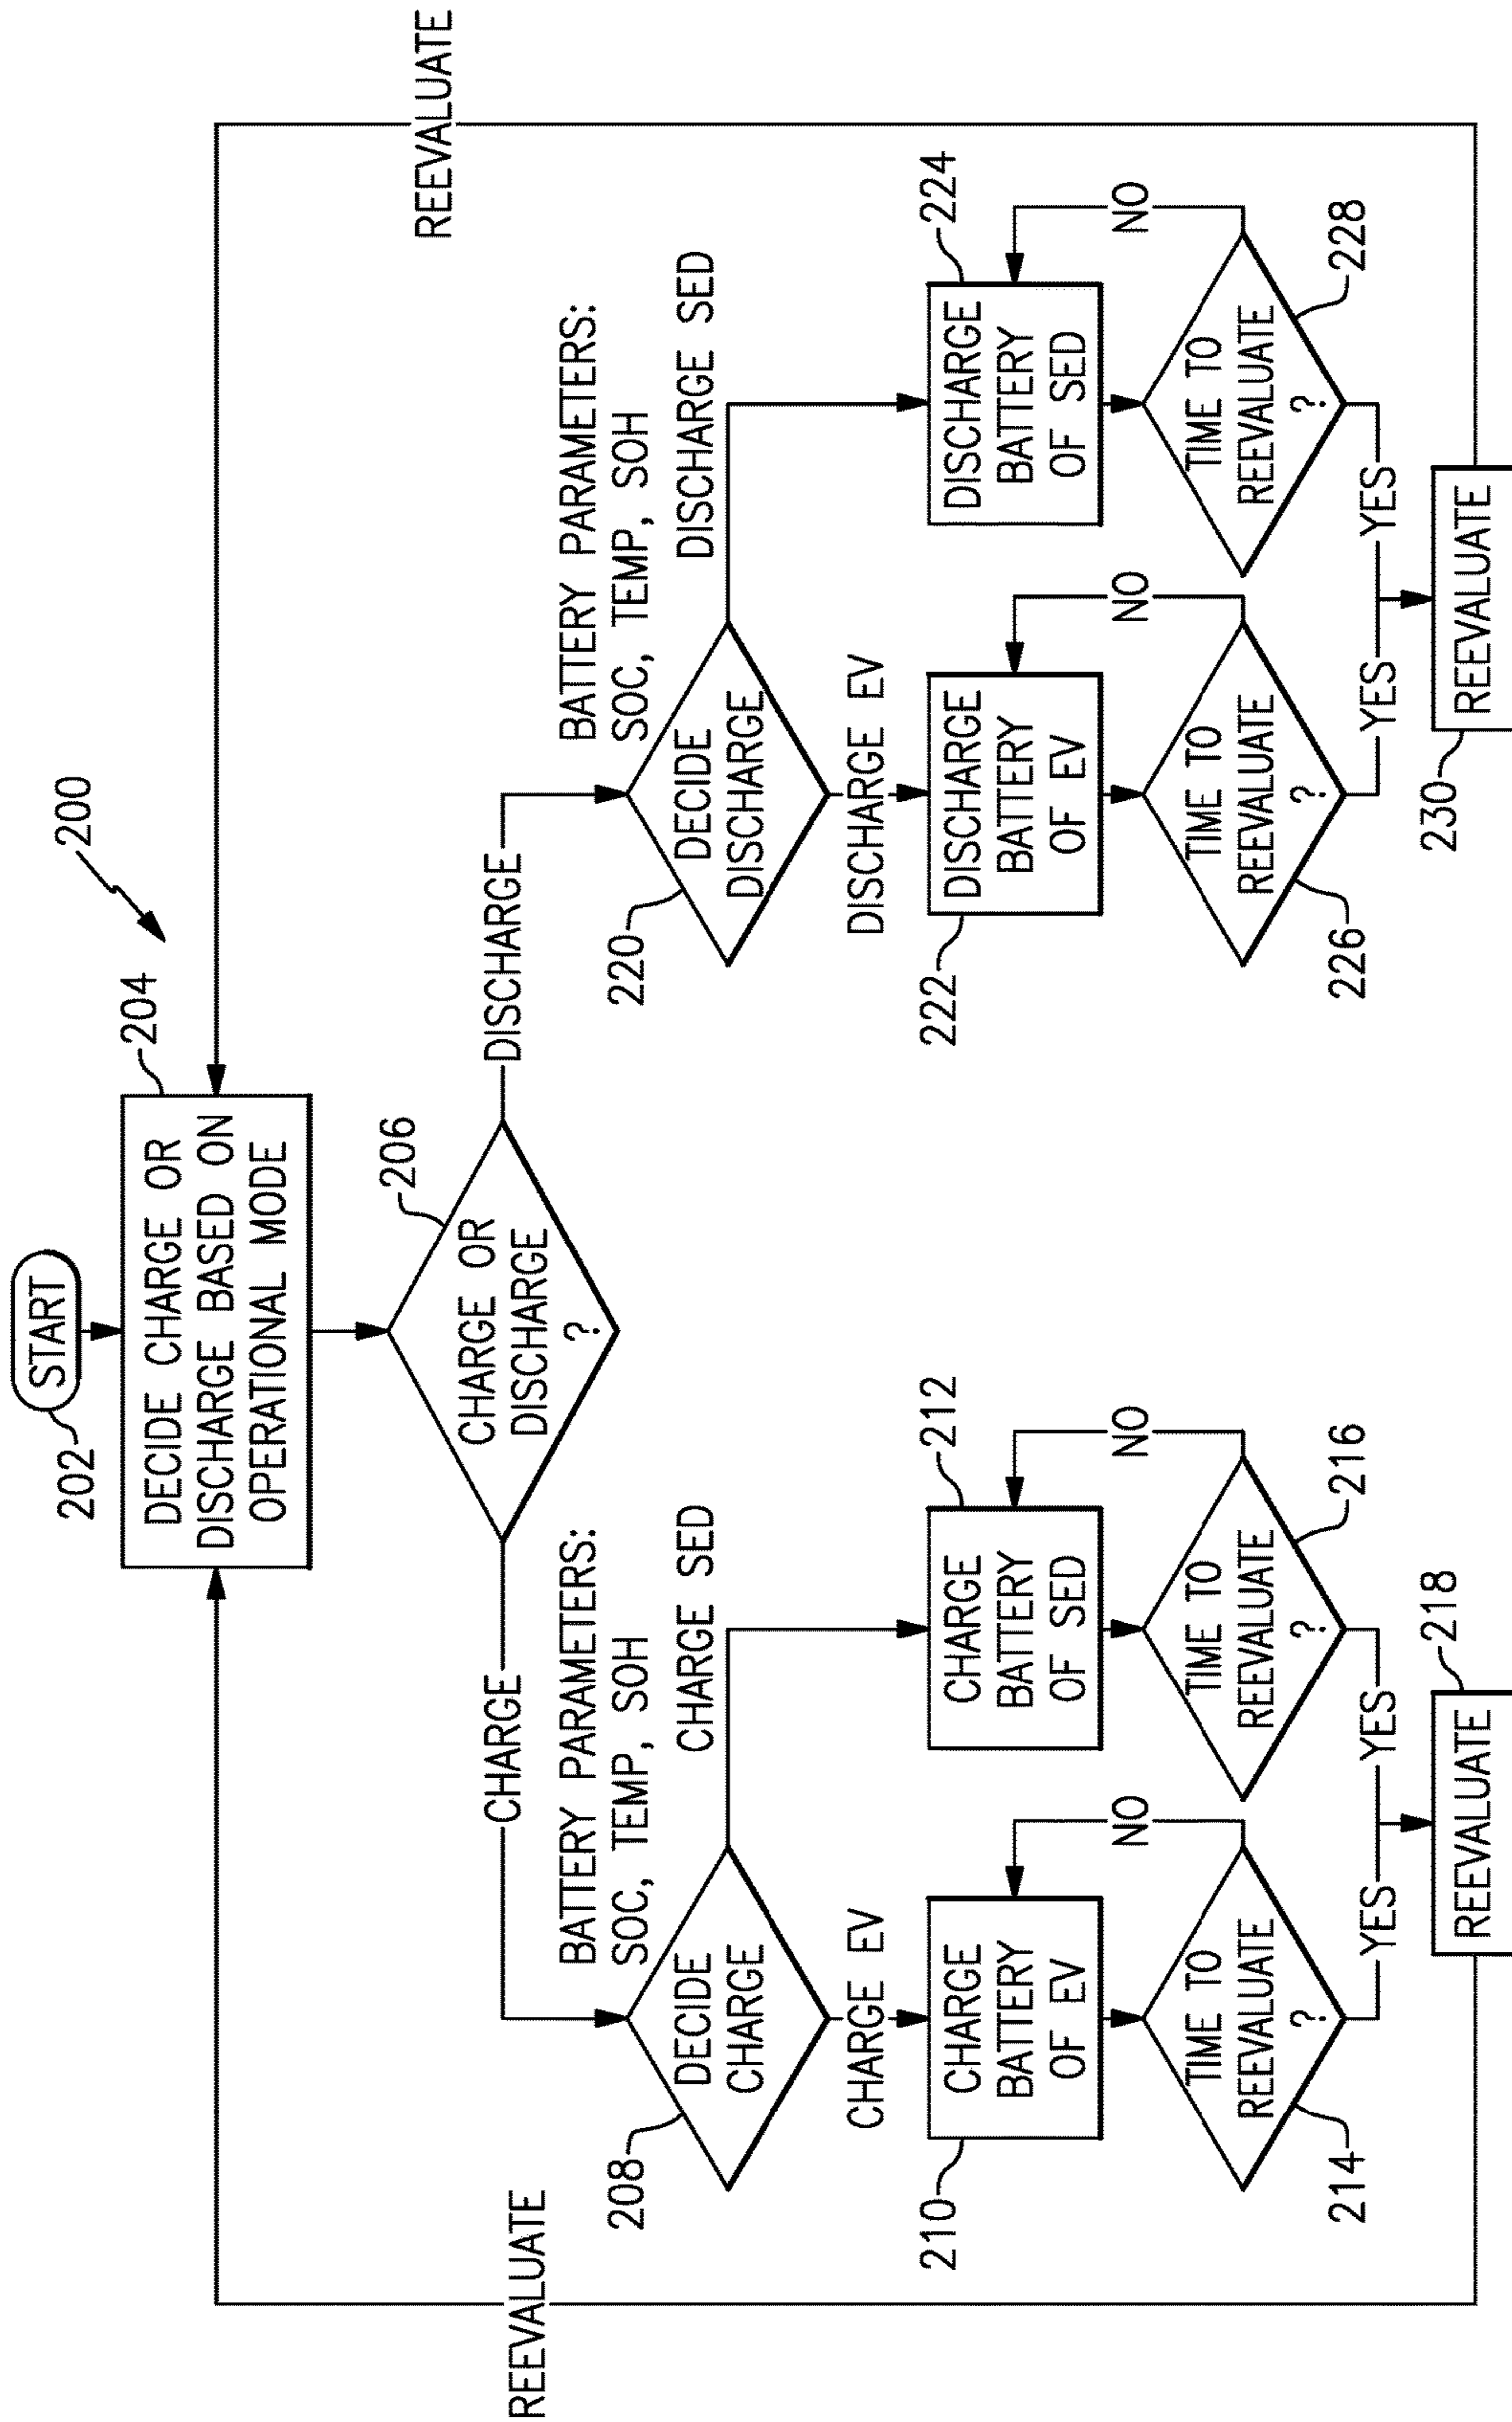 200
START
202
204
DECIDE CHARGE OR
DISCHARGE BASED ON
OPERATIONAL MODE
206
CHARGE OR
DISCHARGE
?
REEVALUATE
CHARGE
DISCHARGE
REEVALUATE
BATTERY PARAMETERS:
SOC, TEMP, SOH
BATTERY PARAMETERS:
SOC, TEMP, SOH
208
DECIDE
CHARGE
CHARGE SED
220
DECIDE
DISCHARGE
DISCHARGE SED
CHARGE EV
DISCHARGE EV
210
CHARGE
BATTERY
OF EV
212
CHARGE
BATTERY
OF SED
222
DISCHARGE
BATTERY
OF EV
224
DISCHARGE
BATTERY
OF SED
NO
NO
NO
NO
214
TIME TO
REEVALUATE
?
216
TIME TO
REEVALUATE
?
226
TIME TO
REEVALUATE
?
228
TIME TO
REEVALUATE
?
YES
YES
YES
YES
218
REEVALUATE
230
REEVALUATE